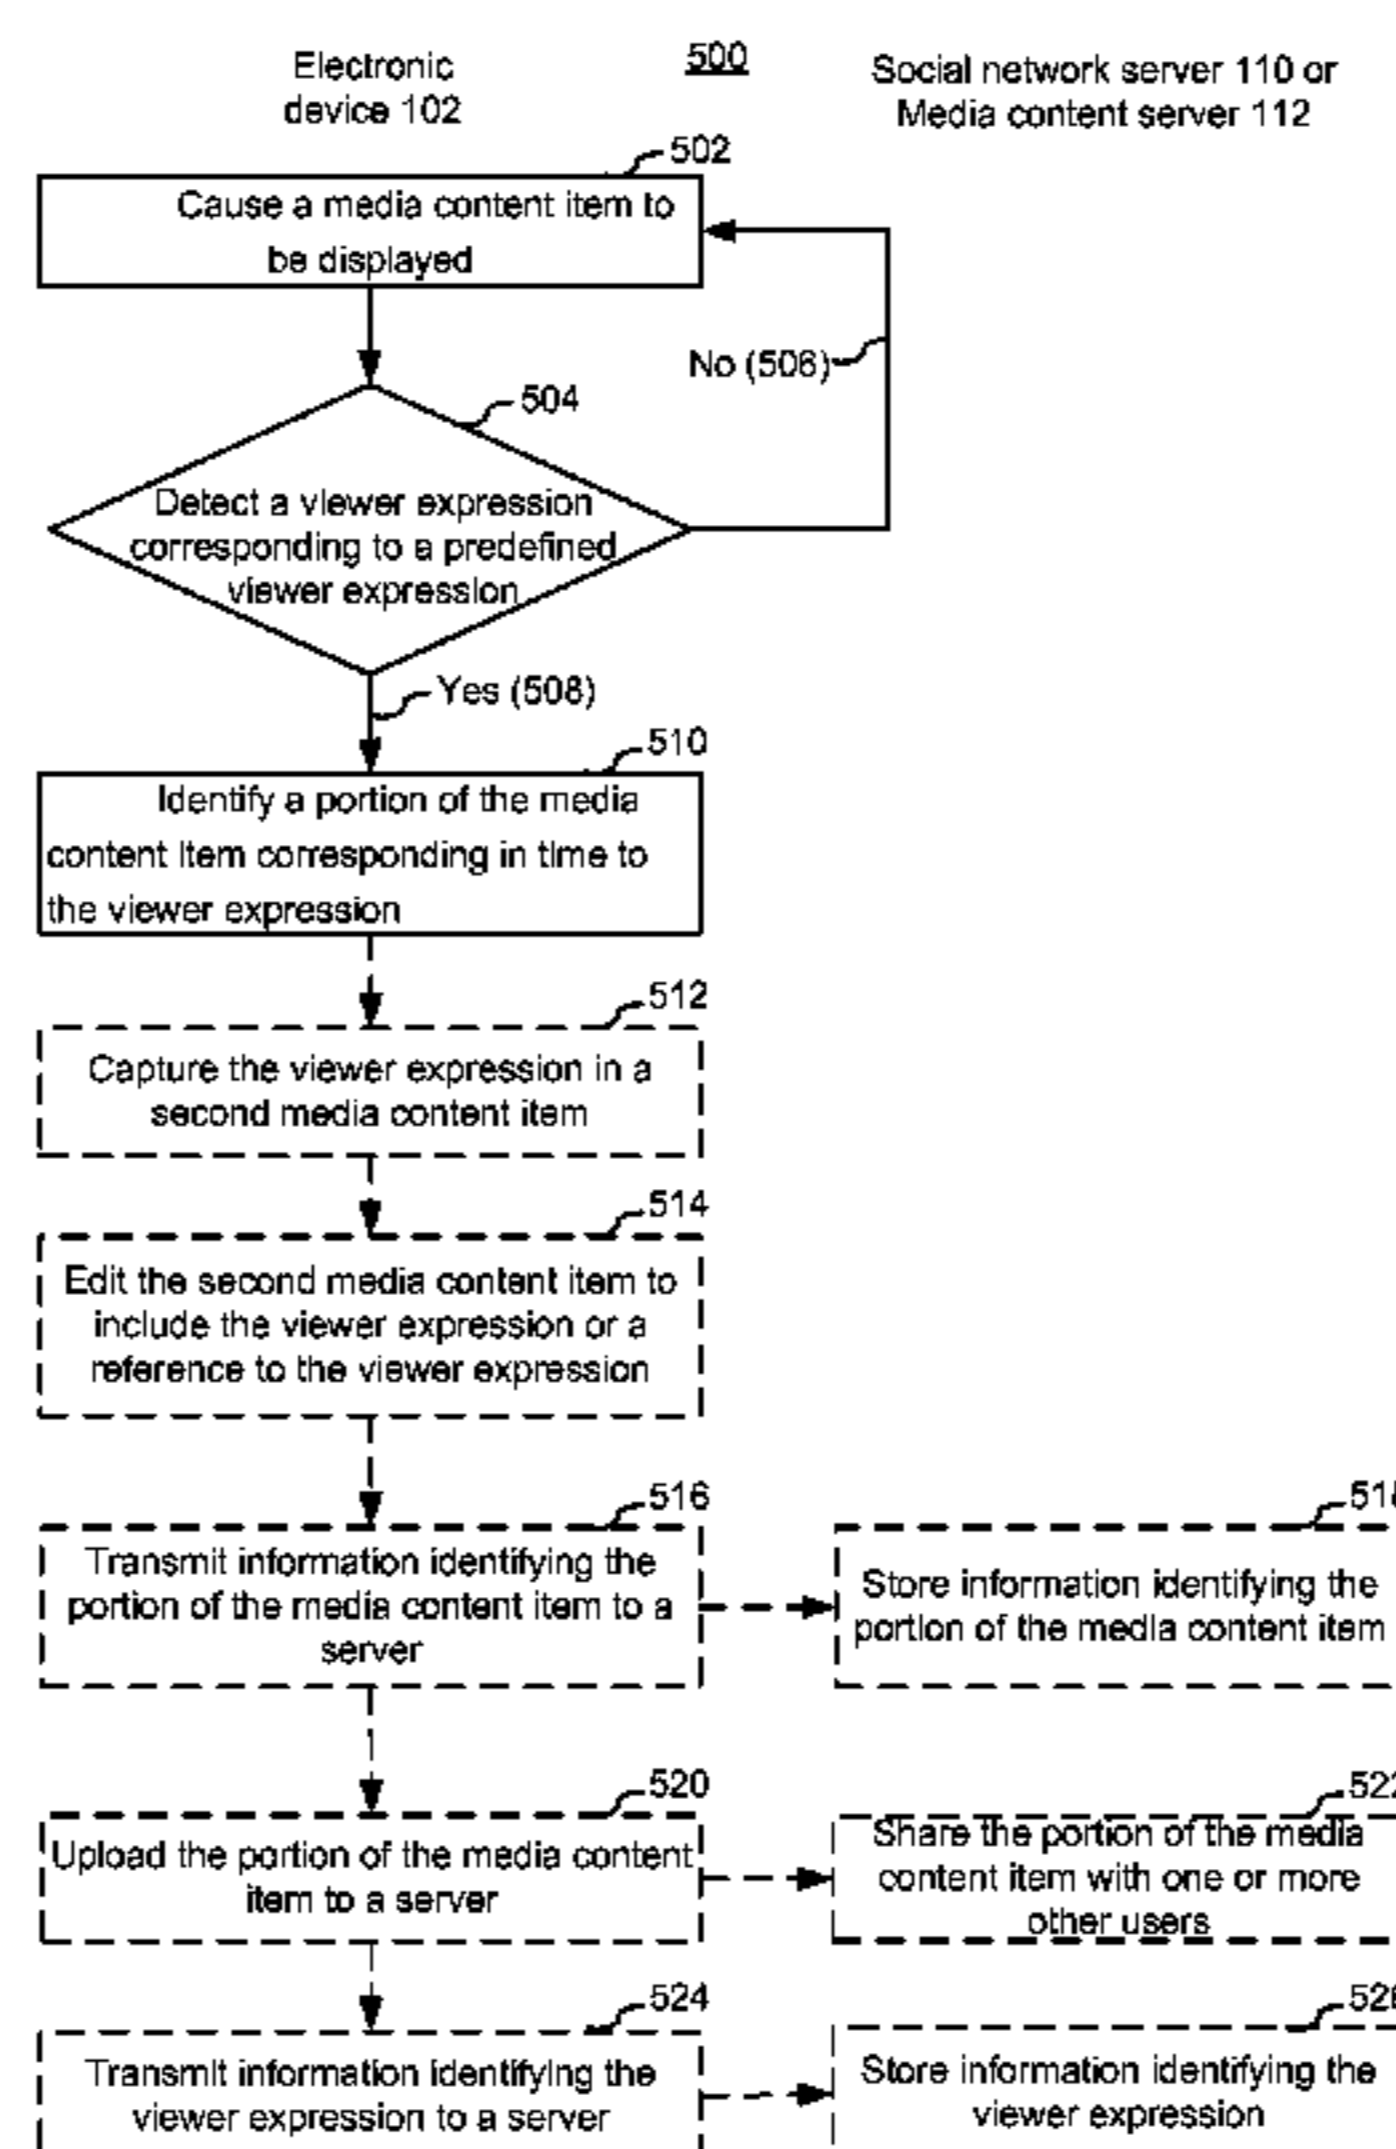 Electronic
device 102
500
Social network server 110 or
Media content server 112
502
Cause a media content item to
be displayed
No (506)
504
Detect a viewer expression
corresponding to a predefined
viewer expression
Yes (508)
510
Identify a portion of the media
content item corresponding in time to
the viewer expression
512
Capture the viewer expression in a
second media content item
514
Edit the second media content item to
include the viewer expression or a
reference to the viewer expression
516
Transmit information identifying the
portion of the media content item to a
server
518
Store information identifying the
portion of the media content item
520
Upload the portion of the media content
item to a server
522
Share the portion of the media
content item with one or more
other users
524
Transmit information identifying the
viewer expression to a server
526
Store information identifying the
viewer expression